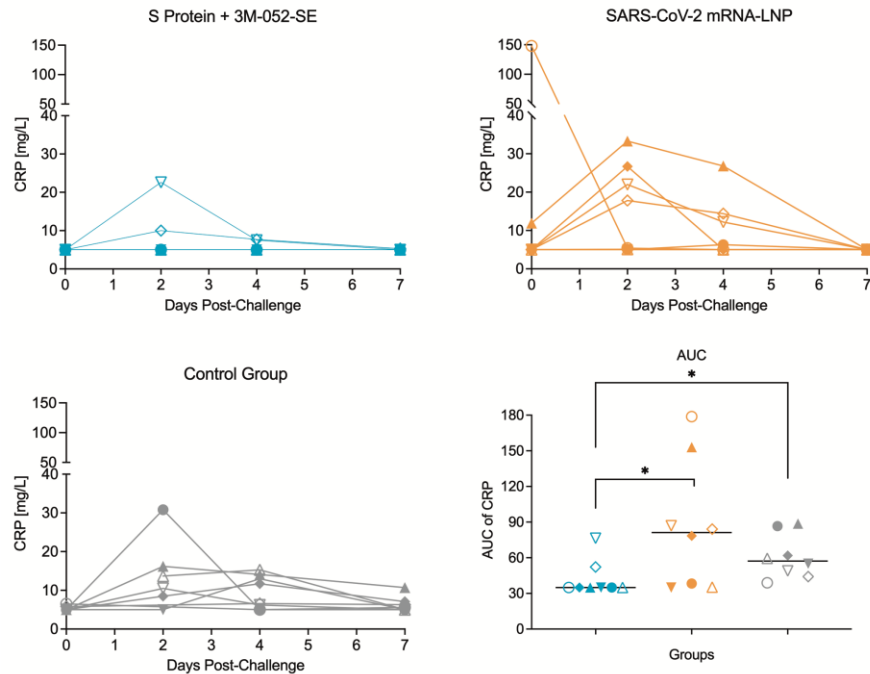 S Protein + 3M-052-SE
150
100
50
40
30
20
10
0
CRP [mg/L]
0 1 2 3 4 5 6 7
Days Post-Challenge
SARS-CoV-2 mRNA-LNP
150
100
50
40
30
20
10
0
CRP [mg/L]
0 1 2 3 4 5 6 7
Days Post-Challenge
Control Group
150
100
50
40
30
20
10
0
CRP [mg/L]
0 1 2 3 4 5 6 7
Days Post-Challenge
AUC
*
*
180
150
120
90
60
30
0
AUC of CRP
Groups